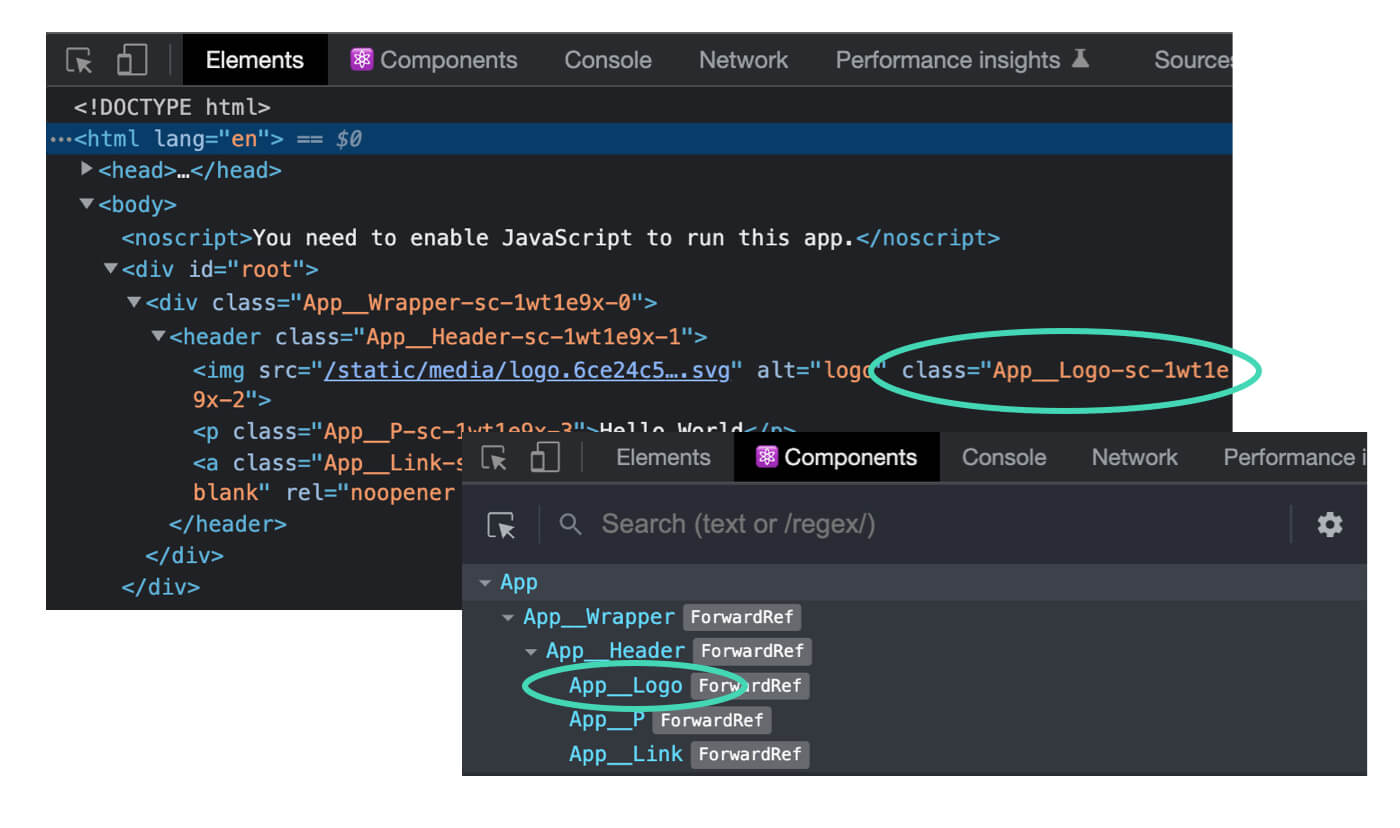 Elements Components Console Network Performance insights Sources
<!DOCTYPE html>
···<html lang="en"> == $0
<head>…</head>
<body>
<noscript>You need to enable JavaScript to run this app.</noscript>
<div id="root">
<div class="App__Wrapper-sc-1wt1e9x-0">
<header class="App__Header-sc-1wt1e9x-1">
<img src="/static/media/logo.6ce24c5….svg" alt="logo" class="App__Logo-sc-1wt1e
9x-2">
<p class="App__P-sc-1wt1e9x-3">Hello World</p>
<a class="App__Link-s
blank" rel="noopener
</header>
</div>
</div>
Elements Components Console Network Performance i
Search (text or /regex/)
App
App__Wrapper ForwardRef
App__Header ForwardRef
App__Logo ForwardRef
App__P ForwardRef
App__Link ForwardRef